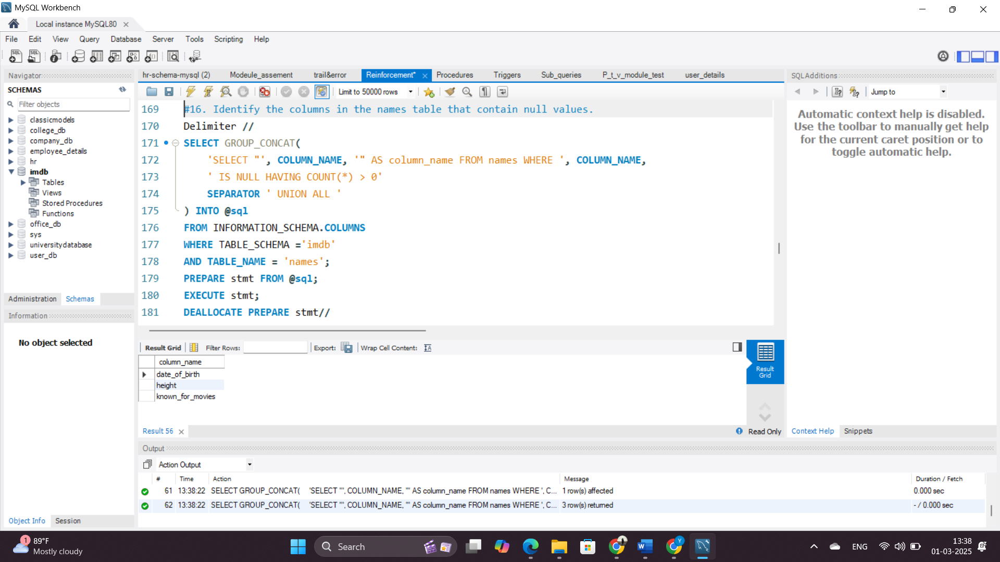 MySQL Workbench
Local instance MySQL80
File Edit View Query Database Server Tools Scripting Help
Navigator
SCHEMAS
Filter objects
classicmodels
college_db
company_db
employee_details
hr
imdb
Tables
Views
Stored Procedures
Functions
office_db
sys
universitydatabase
user_db
Administration Schemas
Information
No object selected
Object Info Session
hr-schema-mysql (2) Modeule_assement trail&error Reinforcement* Procedures Triggers Sub_queries P_t_v_module_test user_details
Limit to 50000 rows
169 #16. Identify the columns in the names table that contain null values.
170 Delimiter //
171 SELECT GROUP_CONCAT(
172 'SELECT "', COLUMN_NAME, '" AS column_name FROM names WHERE ', COLUMN_NAME,
173 ' IS NULL HAVING COUNT(*) > 0'
174 SEPARATOR ' UNION ALL '
175 ) INTO @sql
176 FROM INFORMATION_SCHEMA.COLUMNS
177 WHERE TABLE_SCHEMA ='imdb'
178 AND TABLE_NAME = 'names';
179 PREPARE stmt FROM @sql;
180 EXECUTE stmt;
181 DEALLOCATE PREPARE stmt//
Result Grid Filter Rows: Export: Wrap Cell Content:
column_name
date_of_birth
height
known_for_movies
Result Grid
Result 56
Read Only
SQLAdditions
Jump to
Automatic context help is disabled.
Use the toolbar to manually get help
for the current caret position or to
toggle automatic help.
Context Help Snippets
Output
Action Output
# Time Action Message Duration / Fetch
61 13:38:22 SELECT GROUP_CONCAT( 'SELECT "', COLUMN_NAME, '" AS column_name FROM names WHERE ', C... 1 row(s) affected 0.000 sec
62 13:38:22 SELECT GROUP_CONCAT( 'SELECT "', COLUMN_NAME, '" AS column_name FROM names WHERE ', C... 3 row(s) returned - / 0.000 sec
1
89°F
Mostly cloudy
Search
ENG
13:38
01-03-2025